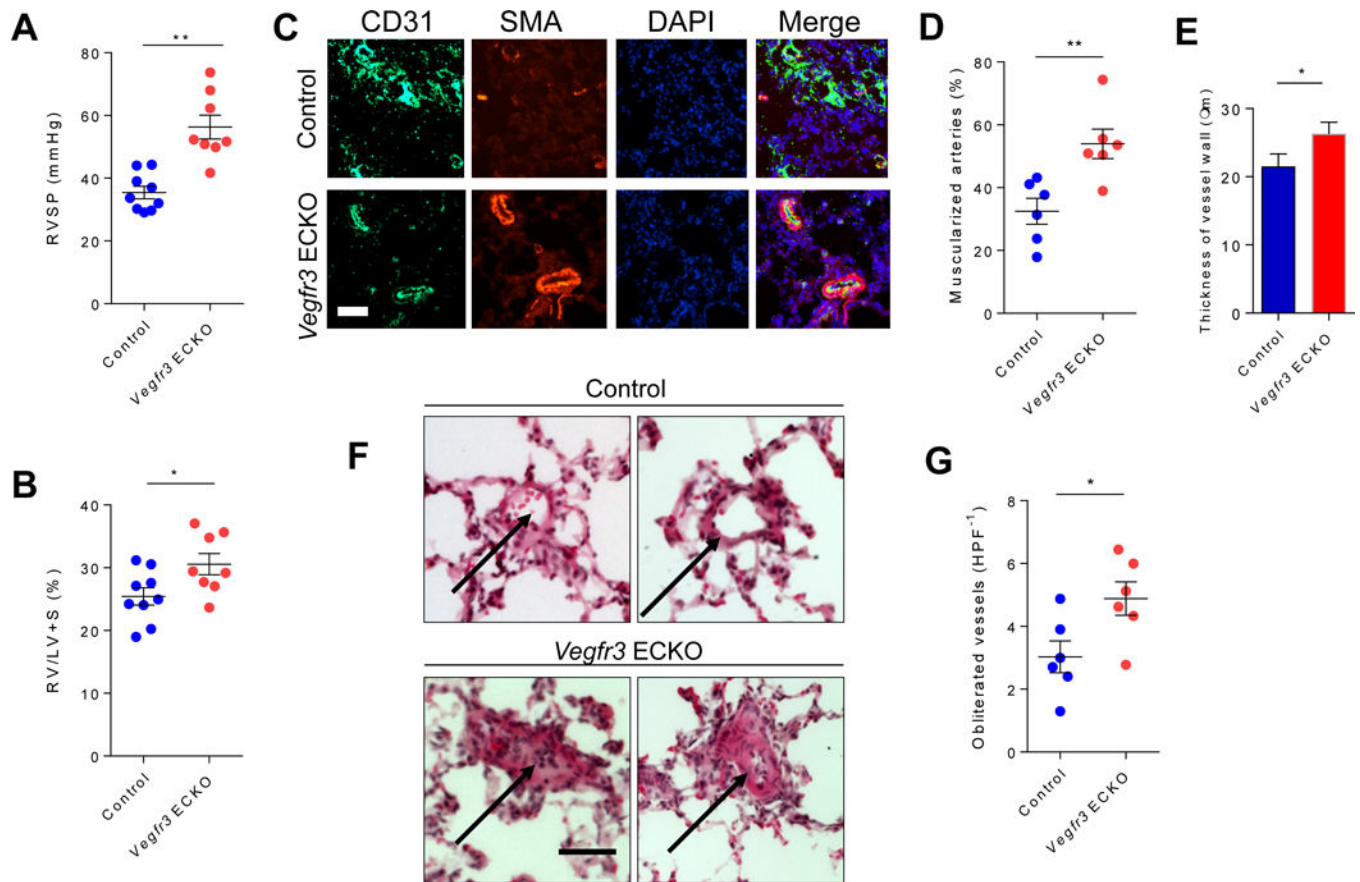 A
**
RVSP (mmHg)
80
60
40
20
0
Control
Vegfr3 ECKO
B
*
RV/LV+S (%)
40
30
20
10
0
Control
Vegfr3 ECKO
C
CD31 SMA DAPI Merge
Control
Vegfr3 ECKO
D
**
Muscularized arteries (%)
80
60
40
20
0
Control
Vegfr3 ECKO
E
*
Thickness of vessel wall (m)
30
20
10
0
Control
Vegfr3 ECKO
F
Control
Vegfr3 ECKO
G
*
Obliterated vessels (HPF⁻¹)
8
6
4
2
0
Control
Vegfr3 ECKO